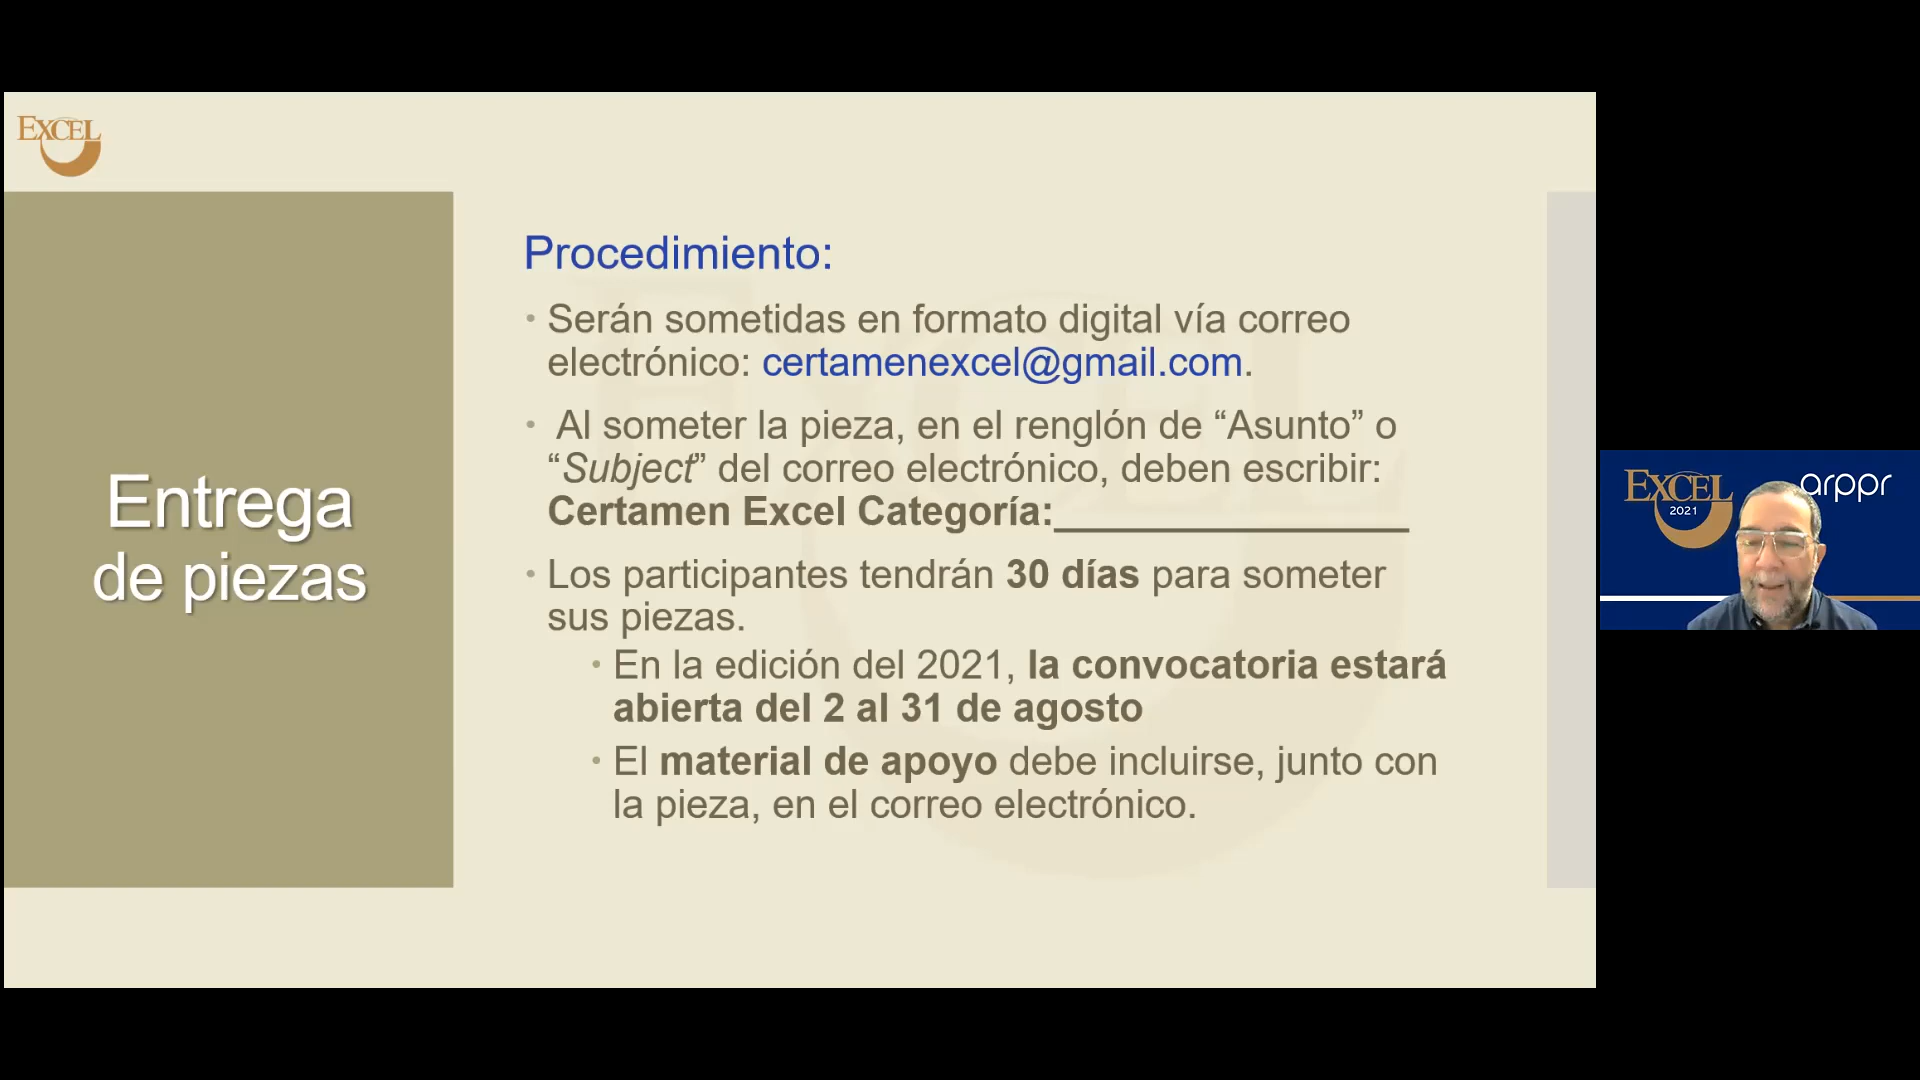 EXCEL
Entrega
de piezas
Procedimiento:
• Serán sometidas en formato digital vía correo
electrónico: certamenexcel@gmail.com.
• Al someter la pieza, en el renglón de “Asunto” o
“Subject” del correo electrónico, deben escribir:
Certamen Excel Categoría:________________
• Los participantes tendrán 30 días para someter
sus piezas.
• En la edición del 2021, la convocatoria estará
abierta del 2 al 31 de agosto
• El material de apoyo debe incluirse, junto con
la pieza, en el correo electrónico.
EXCEL
2021
arppr